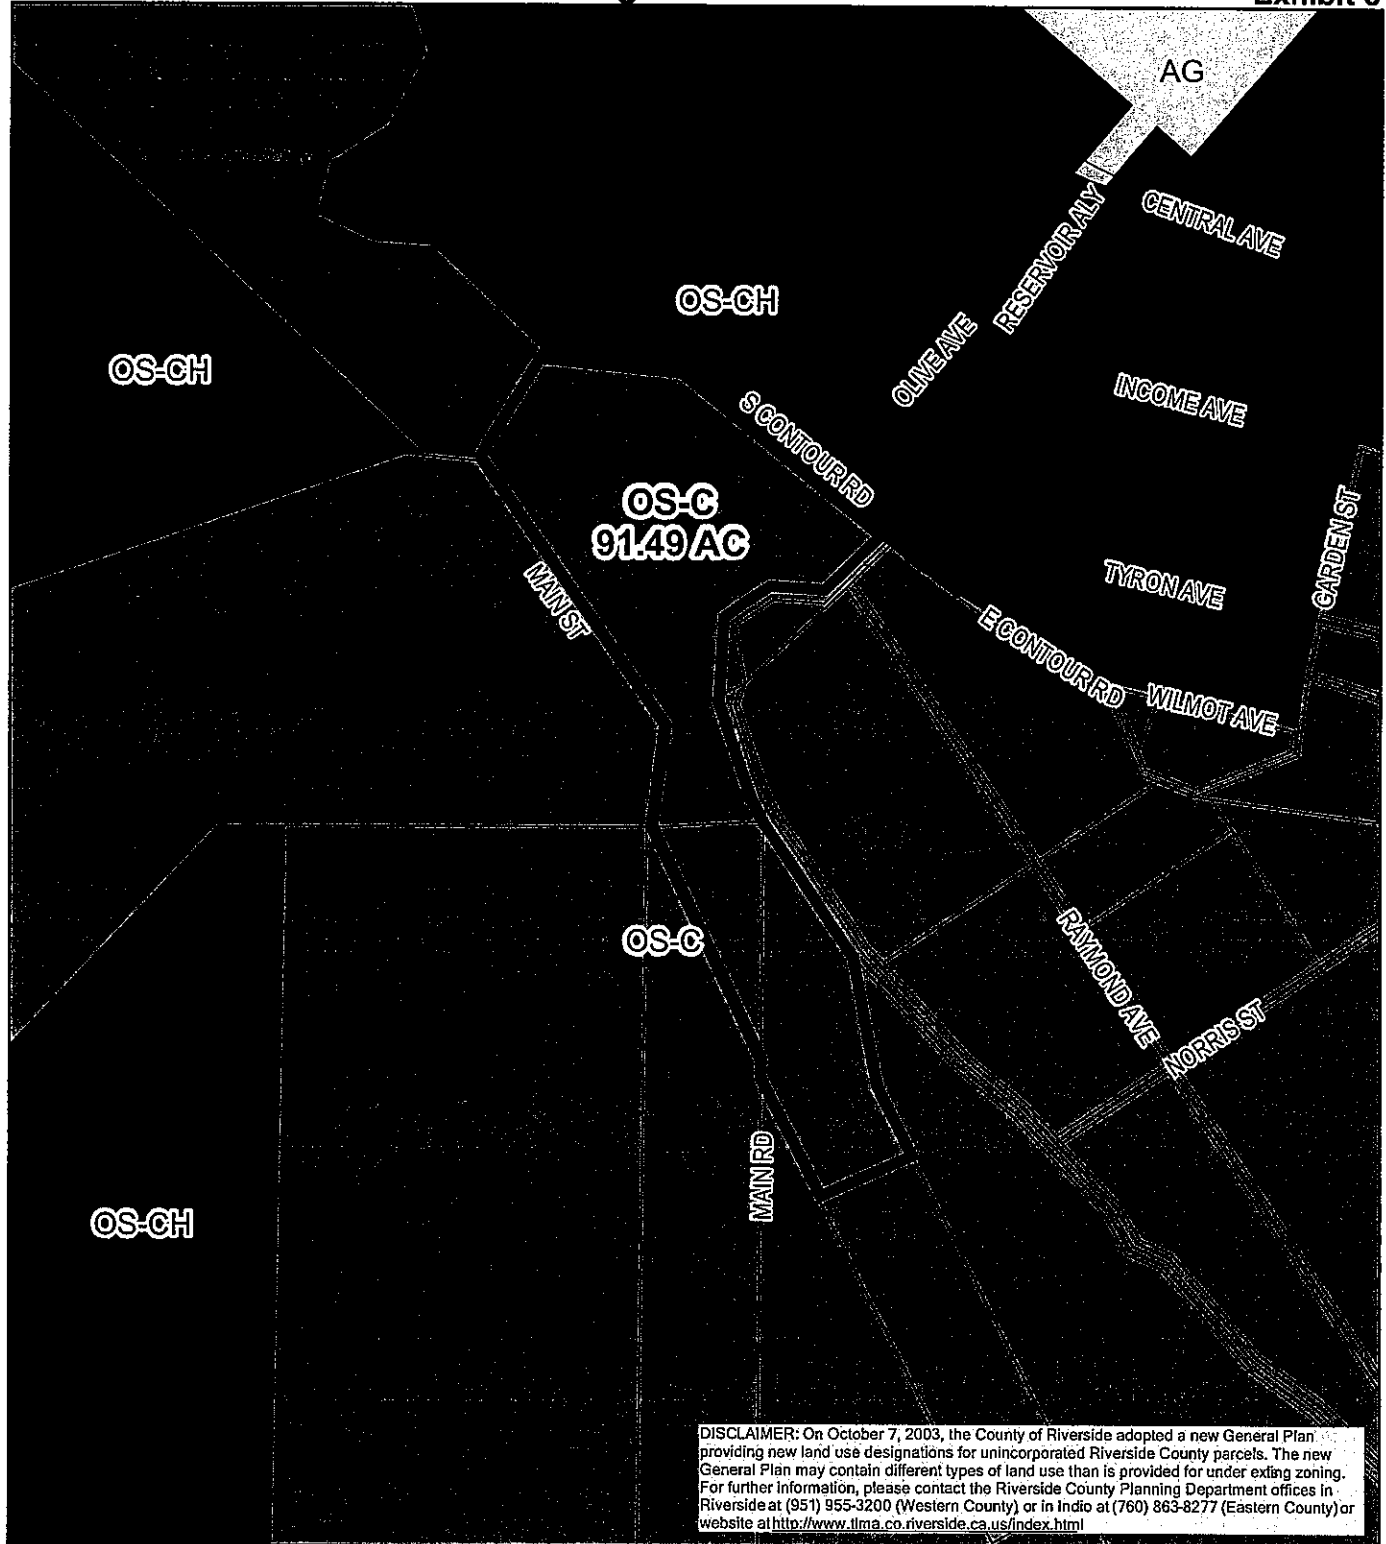 AG
CENTRAL AVE
RESERVOIR ALY
OS-CH
OLIVE AVE
OS-CH
INCOME AVE
S CONTOUR RD
OS-C
91.49 AC
GARDEN ST
MAIN ST
TYRON AVE
E CONTOUR RD
WILMOT AVE
OS-C
RAYMOND AVE
NORRIS ST
MAIN RD
OS-CH
DISCLAIMER: On October 7, 2003, the County of Riverside adopted a new General Plan
providing new land use designations for unincorporated Riverside County parcels. The new
General Plan may contain different types of land use than is provided for under exting zoning.
For further information, please contact the Riverside County Planning Department offices in
Riverside at (951) 955-3200 (Western County) or in Indio at (760) 863-8277 (Eastern County) or
website at http://www.tlma.co.riverside.ca.us/index.html